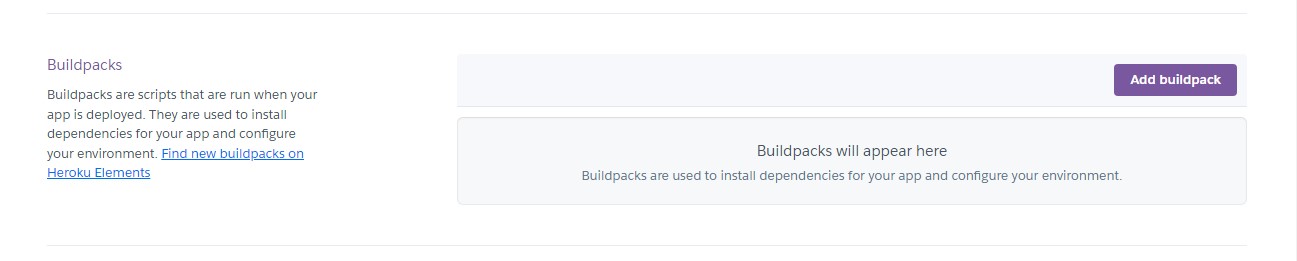 Buildpacks
Buildpacks are scripts that are run when your
app is deployed. They are used to install
dependencies for your app and configure
your environment. Find new buildpacks on
Heroku Elements
Add buildpack
Buildpacks will appear here
Buildpacks are used to install dependencies for your app and configure your environment.